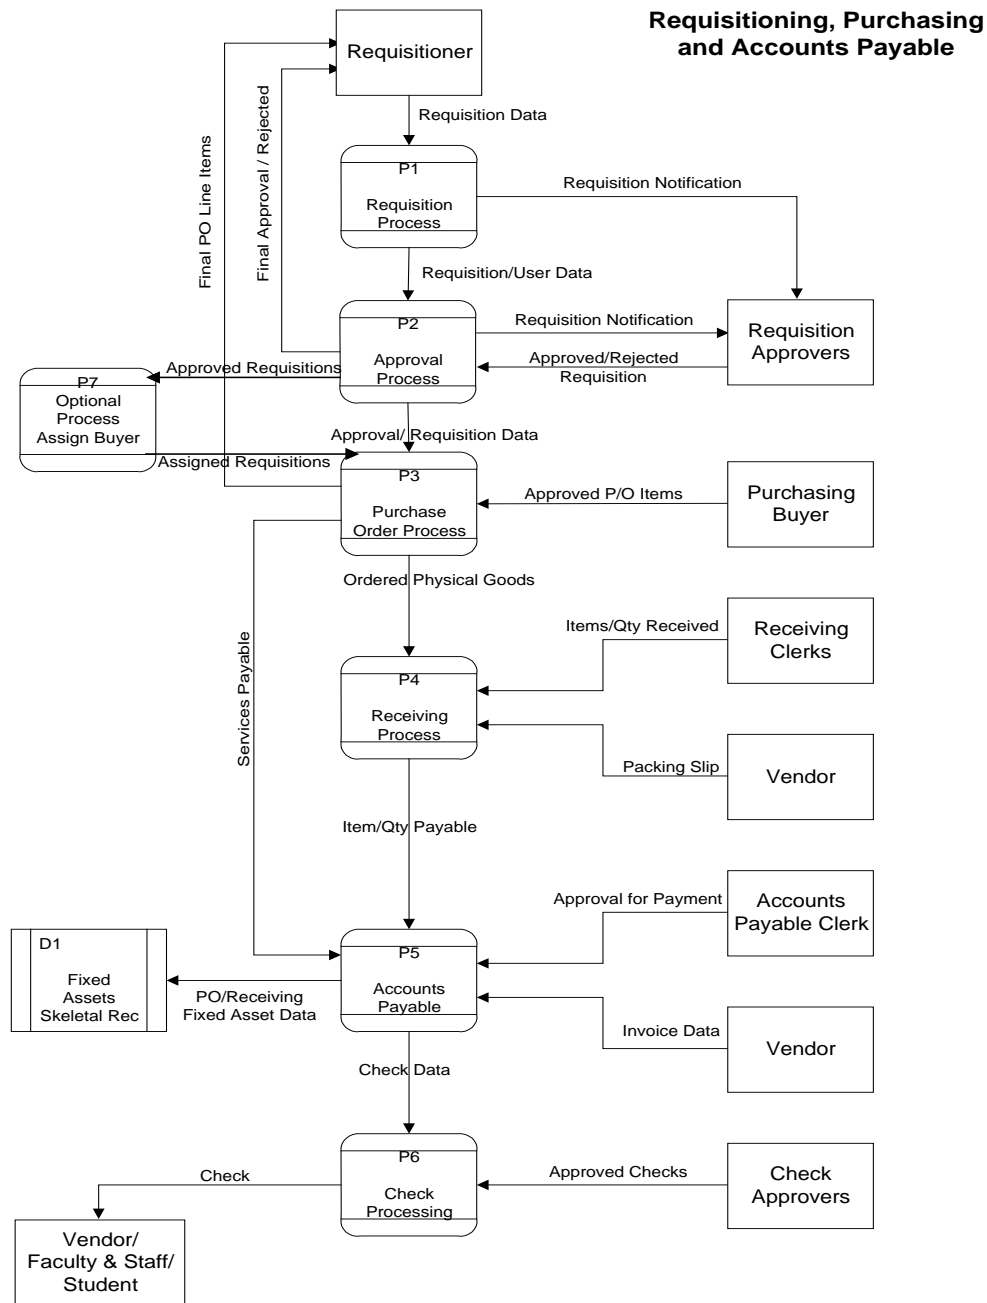 Requisitioning, Purchasing
and Accounts Payable
Requisitioner
Requisition Data
Final PO Line Items
Final Approval / Rejected
P1
Requisition
Process
Requisition Notification
Requisition/User Data
P2
Approval
Process
Requisition Notification
Approved/Rejected
Requisition
Requisition
Approvers
Approved Requisitions
P7
Optional
Process
Assign Buyer
Assigned Requisitions
Approval/ Requisition Data
P3
Purchase
Order Process
Approved P/O Items
Purchasing
Buyer
Ordered Physical Goods
Services Payable
Items/Qty Received
Receiving
Clerks
P4
Receiving
Process
Packing Slip
Vendor
Item/Qty Payable
Approval for Payment
Accounts
Payable Clerk
D1
Fixed
Assets
Skeletal Rec
PO/Receiving
Fixed Asset Data
P5
Accounts
Payable
Invoice Data
Vendor
Check Data
P6
Check
Processing
Approved Checks
Check
Approvers
Check
Vendor/
Faculty & Staff/
Student